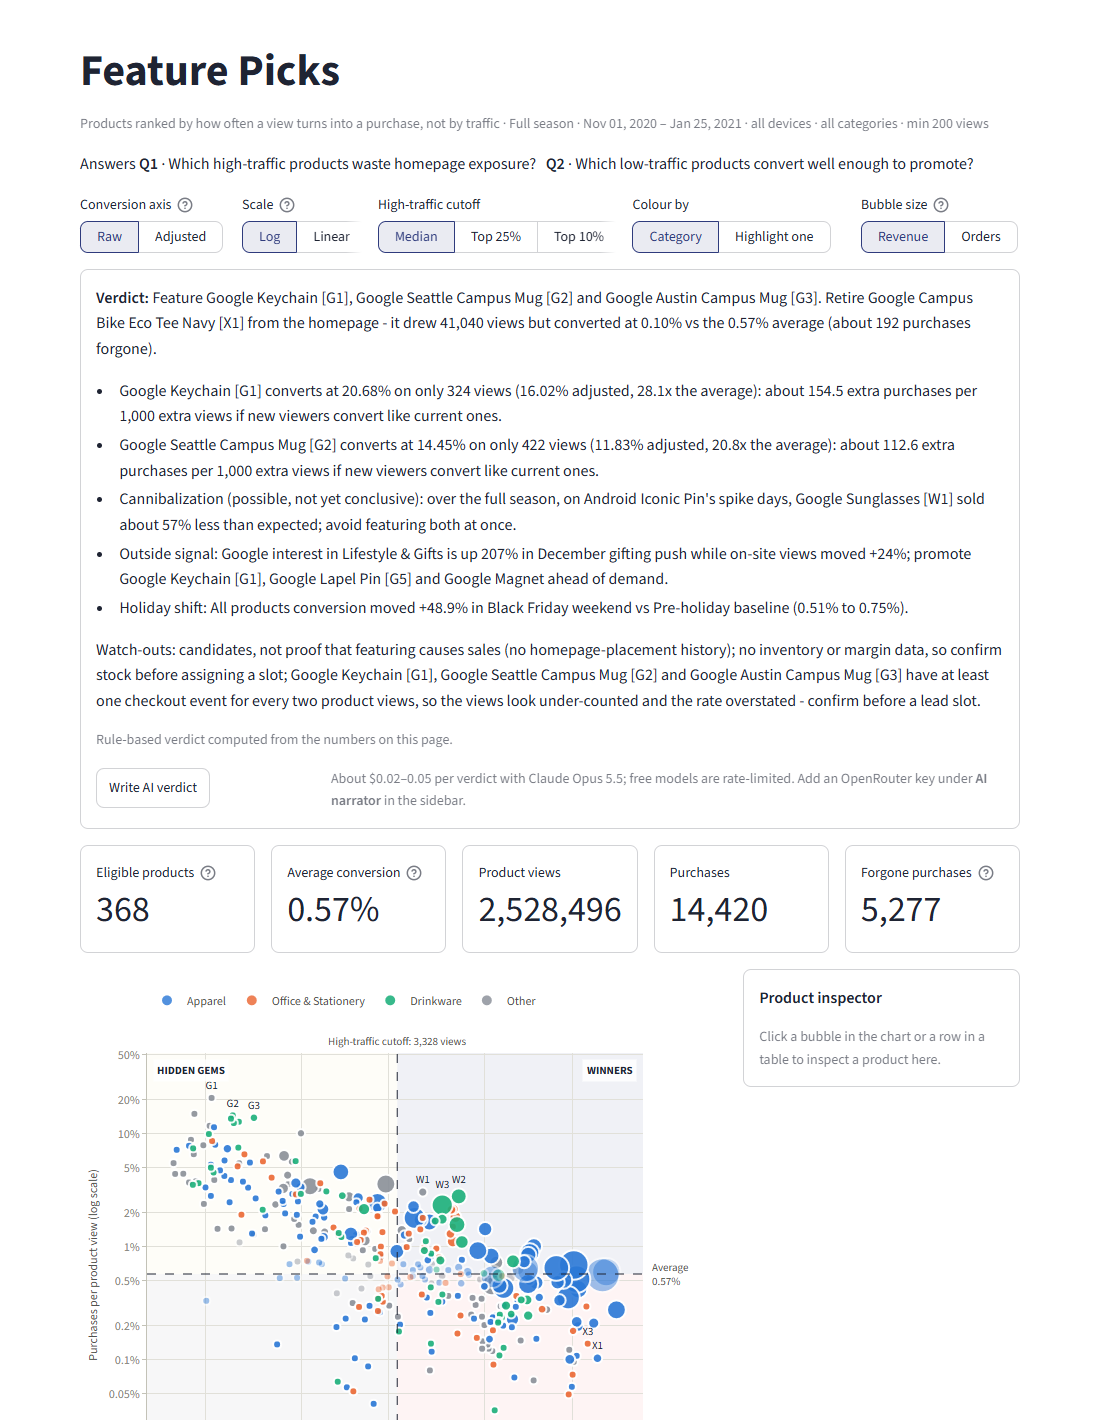 Feature Picks
Products ranked by how often a view turns into a purchase, not by traffic · Full season · Nov 01, 2020 – Jan 25, 2021 · all devices · all categories · min 200 views
Answers Q1 · Which high-traffic products waste homepage exposure? Q2 · Which low-traffic products convert well enough to promote?
Conversion axis Scale High-traffic cutoff Colour by Bubble size
Raw Adjusted Log Linear Median Top 25% Top 10% Category Highlight one Revenue Orders
Verdict: Feature Google Keychain [G1], Google Seattle Campus Mug [G2] and Google Austin Campus Mug [G3]. Retire Google Campus
Bike Eco Tee Navy [X1] from the homepage - it drew 41,040 views but converted at 0.10% vs the 0.57% average (about 192 purchases
forgone).
• Google Keychain [G1] converts at 20.68% on only 324 views (16.02% adjusted, 28.1x the average): about 154.5 extra purchases per
1,000 extra views if new viewers convert like current ones.
• Google Seattle Campus Mug [G2] converts at 14.45% on only 422 views (11.83% adjusted, 20.8x the average): about 112.6 extra
purchases per 1,000 extra views if new viewers convert like current ones.
• Cannibalization (possible, not yet conclusive): over the full season, on Android Iconic Pin's spike days, Google Sunglasses [W1] sold
about 57% less than expected; avoid featuring both at once.
• Outside signal: Google interest in Lifestyle & Gifts is up 207% in December gifting push while on-site views moved +24%; promote
Google Keychain [G1], Google Lapel Pin [G5] and Google Magnet ahead of demand.
• Holiday shift: All products conversion moved +48.9% in Black Friday weekend vs Pre-holiday baseline (0.51% to 0.75%).
Watch-outs: candidates, not proof that featuring causes sales (no homepage-placement history); no inventory or margin data, so confirm
stock before assigning a slot; Google Keychain [G1], Google Seattle Campus Mug [G2] and Google Austin Campus Mug [G3] have at least
one checkout event for every two product views, so the views look under-counted and the rate overstated - confirm before a lead slot.
Rule-based verdict computed from the numbers on this page.
Write AI verdict
About $0.02–0.05 per verdict with Claude Opus 5.5; free models are rate-limited. Add an OpenRouter key under AI
narrator in the sidebar.
Eligible products Average conversion Product views Purchases Forgone purchases
368 0.57% 2,528,496 14,420 5,277
Apparel Office & Stationery Drinkware Other
Product inspector
Click a bubble in the chart or a row in a
table to inspect a product here.
High-traffic cutoff: 3,328 views
50%
HIDDEN GEMS WINNERS
G1
20%
G2 G3
10%
5%
W1 W3 W2
2%
1%
Average
0.57%
0.5%
0.2%
X3
X1
0.1%
0.05%
Purchases per product view (log scale)